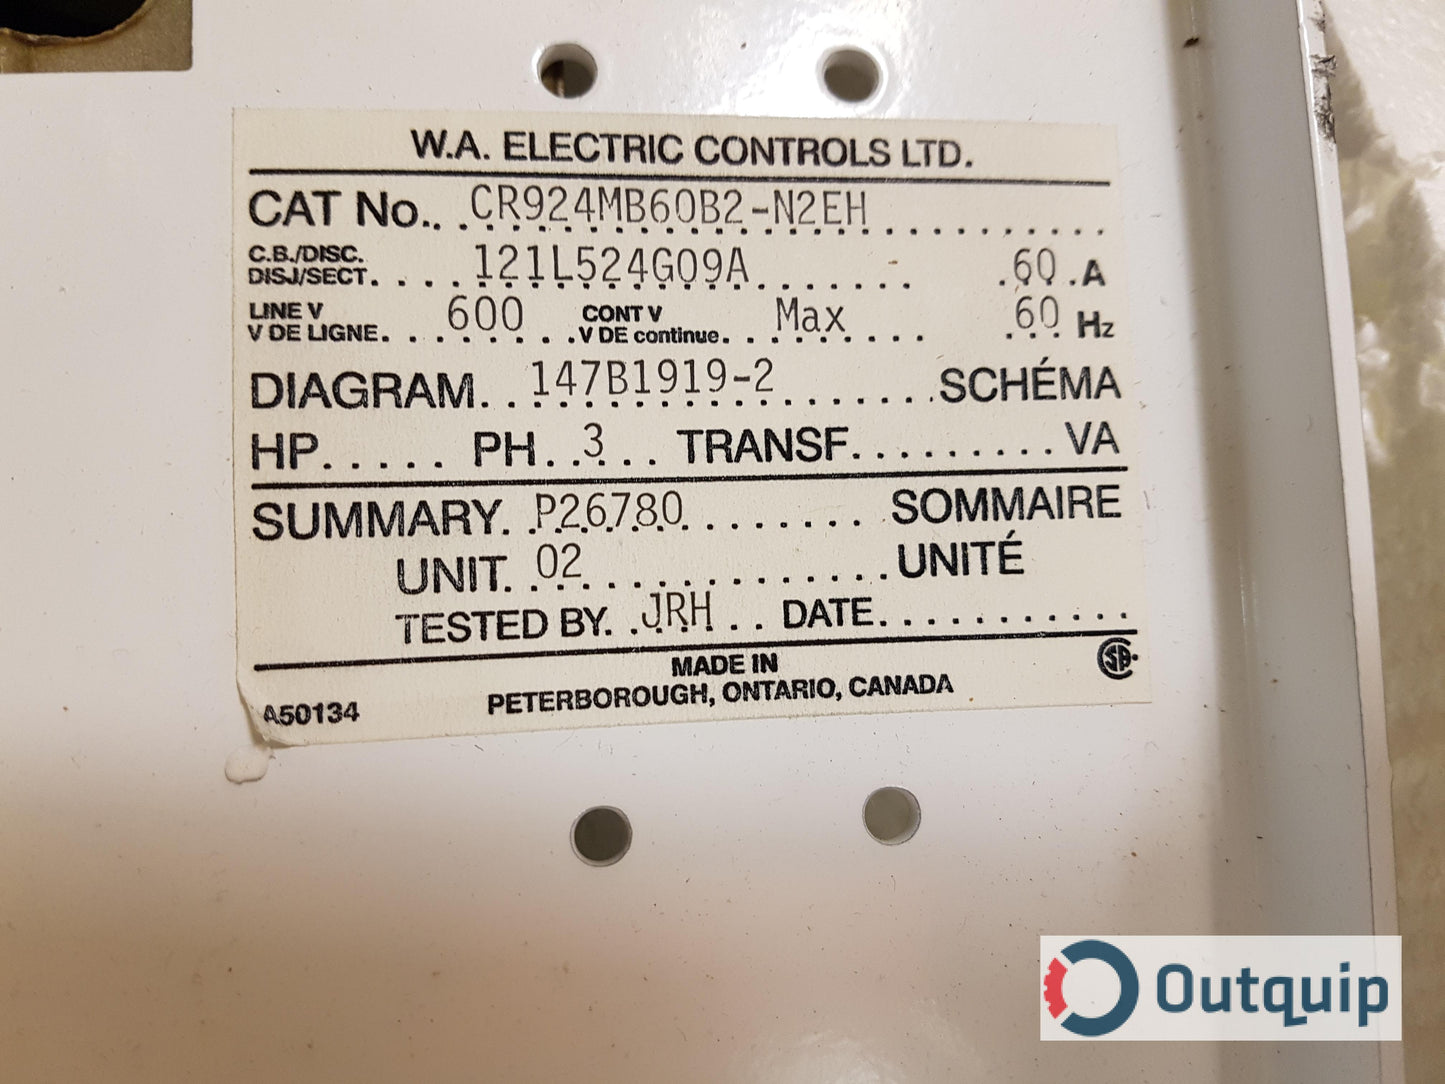 W.A. ELECTRIC CONTROLS LTD.
CAT No. CR924MB60B2-N2EH
C.B./DISC.
DISJ/SECT. 121L524G09A 60 A
LINE V 600 CONT V Max 60 Hz
V DE LIGNE V DE continue
DIAGRAM 147B1919-2 SCHÉMA
HP PH 3 TRANSF VA
SUMMARY P26780 SOMMAIRE
UNIT 02 UNITÉ
TESTED BY JRH DATE
MADE IN
PETERBOROUGH, ONTARIO, CANADA
A50134
SA
Outquip